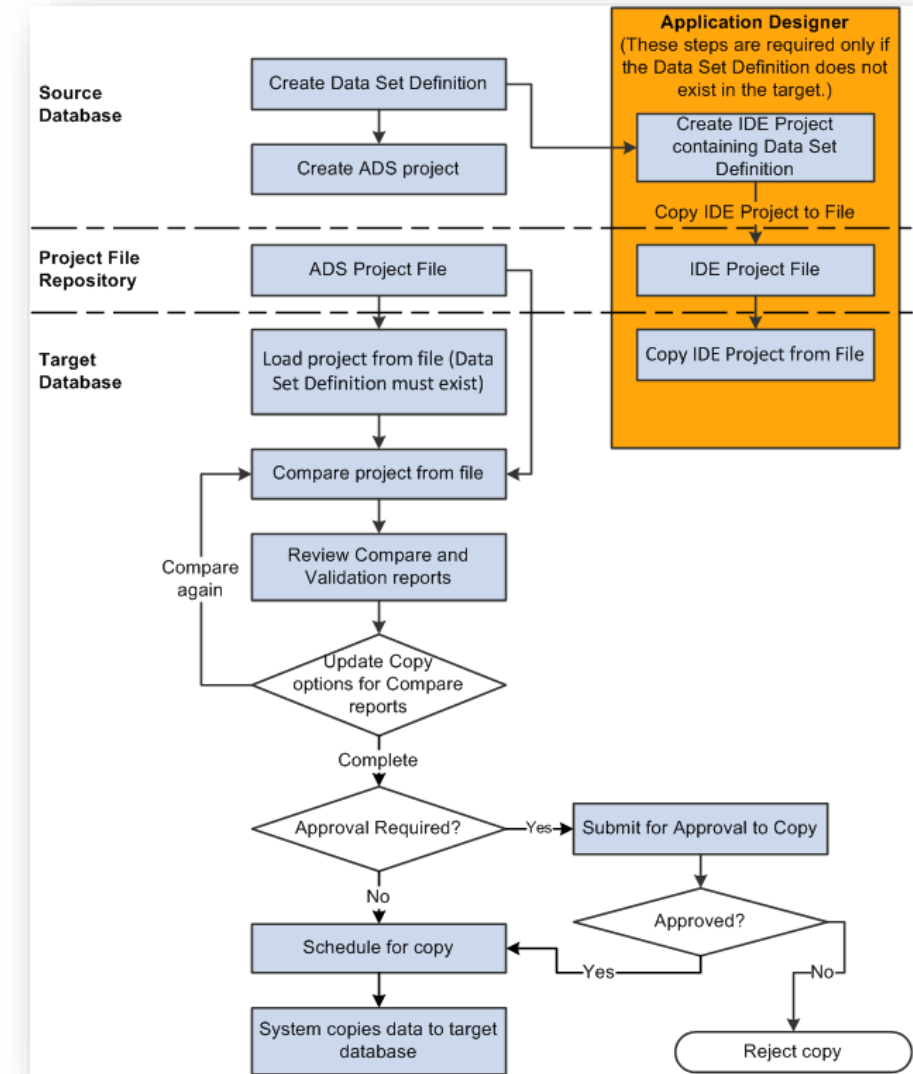 Application Designer
(These steps are required only if
the Data Set Definition does not
exist in the target.)
Source
Database
Create Data Set Definition
Create IDE Project
containing Data Set
Definition
Create ADS project
Copy IDE Project to File
Project File
Repository
ADS Project File
IDE Project File
Target
Database
Load project from file (Data
Set Definition must exist)
Copy IDE Project from File
Compare project from file
Review Compare and
Validation reports
Compare
again
Update Copy
options for Compare
reports
Complete
Approval Required?
Yes
Submit for Approval to Copy
No
Approved?
Schedule for copy
Yes
No
System copies data to target
database
Reject copy